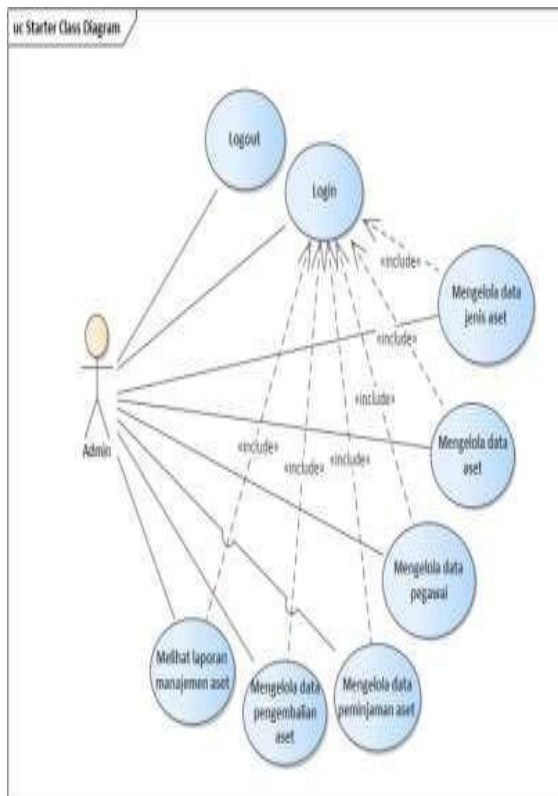 uc Starter Class Diagram
Logout
Login
«include»
Mengelola data
jenis aset
«include»
Mengelola data
aset
«include»
Admin
«include»
«include»
«include»
Mengelola data
pegawai
Melihat laporan
manajemen aset
Mengelola data
pengembalian
aset
Mengelola data
peminjaman aset